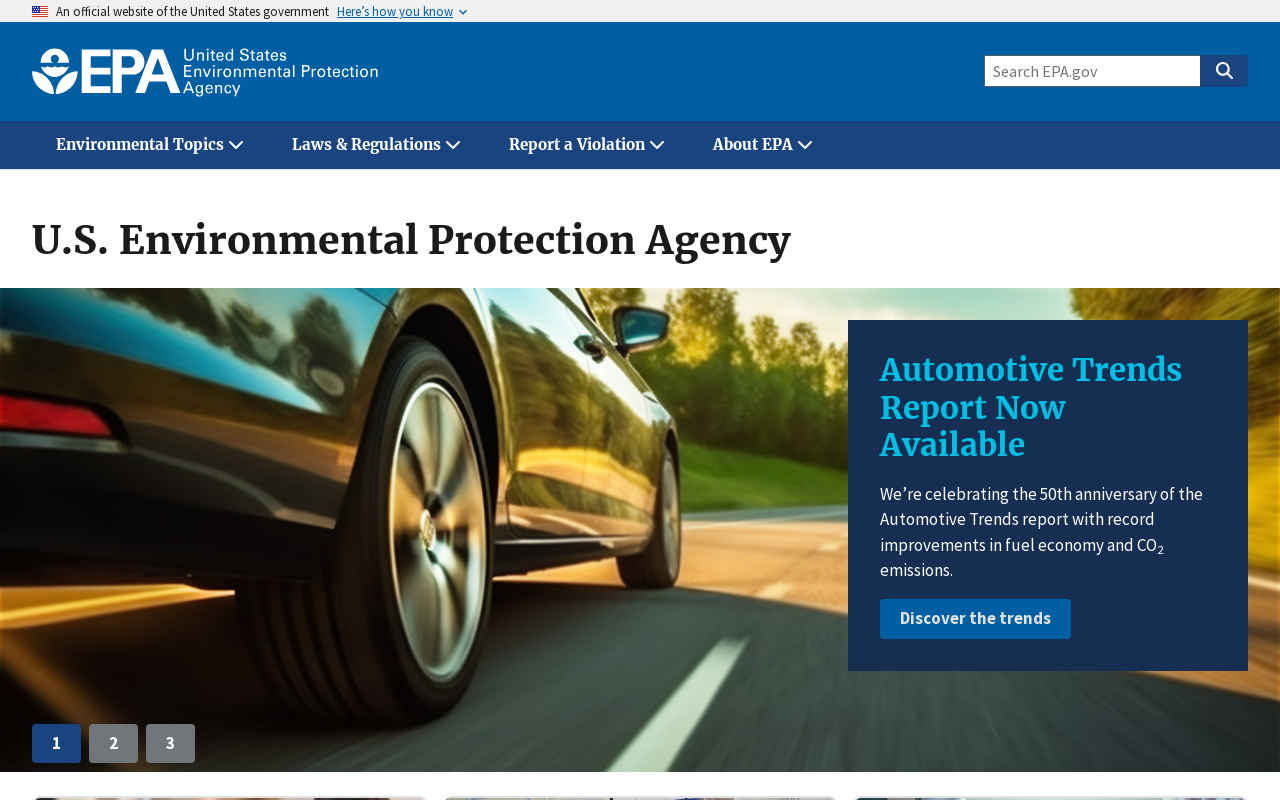 An official website of the United States government Here’s how you know
EPA United States
Environmental Protection
Agency
Search EPA.gov
Environmental Topics Laws & Regulations Report a Violation About EPA
U.S. Environmental Protection Agency
Automotive Trends
Report Now
Available
We’re celebrating the 50th anniversary of the
Automotive Trends report with record
improvements in fuel economy and CO₂
emissions.
Discover the trends
1 2 3